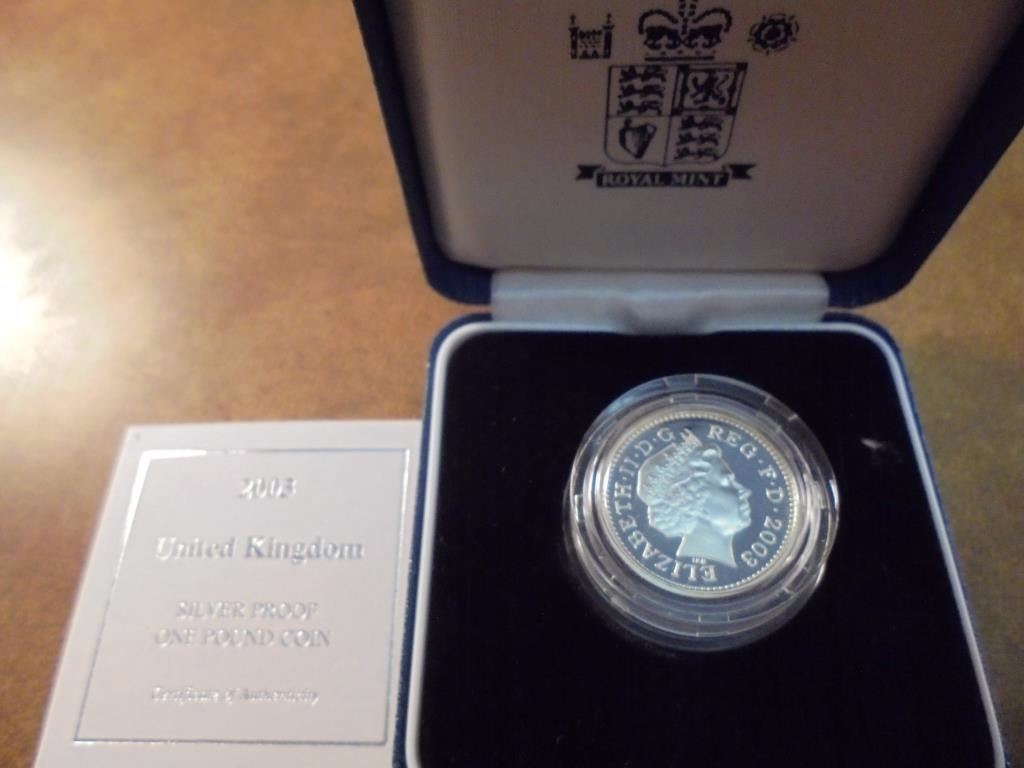 ROYAL MINT
ELIZABETH·II·D·G REG·F·D·2003
2003
United Kingdom
SILVER PROOF
ONE POUND COIN
Certificate of Authenticity